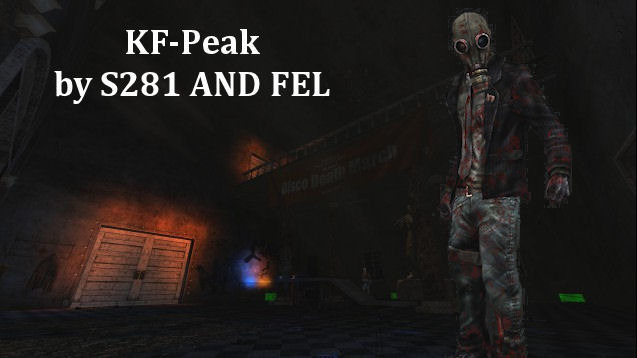 KF-Peak
by S281 AND FEL
Disco Death March